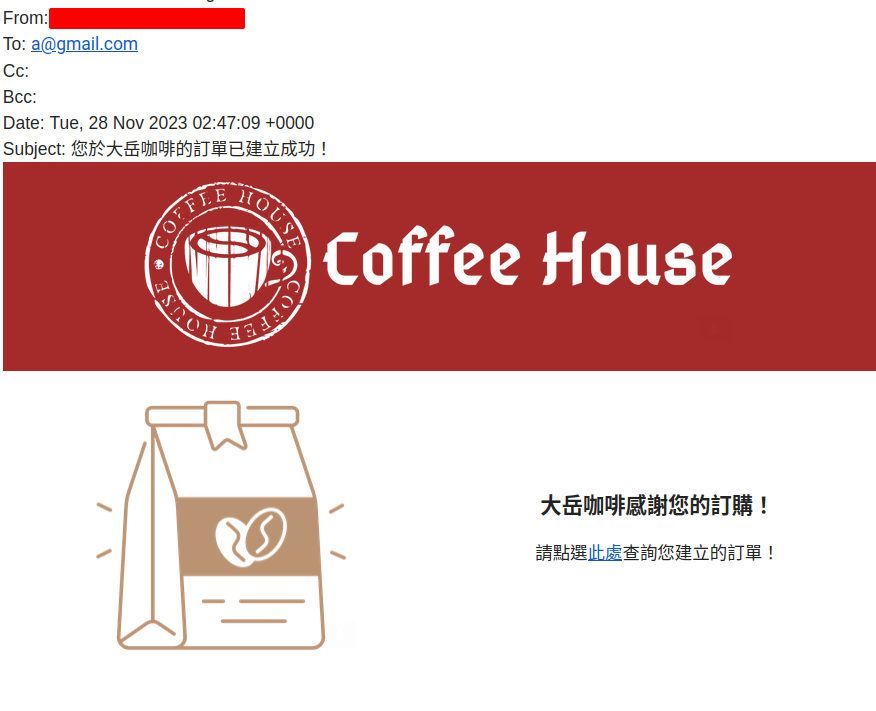 From:
To: a@gmail.com
Cc:
Bcc:
Date: Tue, 28 Nov 2023 02:47:09 +0000
Subject: 您於大岳咖啡的訂單已建立成功！
COFFEE HOUSE
COFFEE HOUSE
Coffee House
大岳咖啡感謝您的訂購！
請點選此處查詢您建立的訂單！